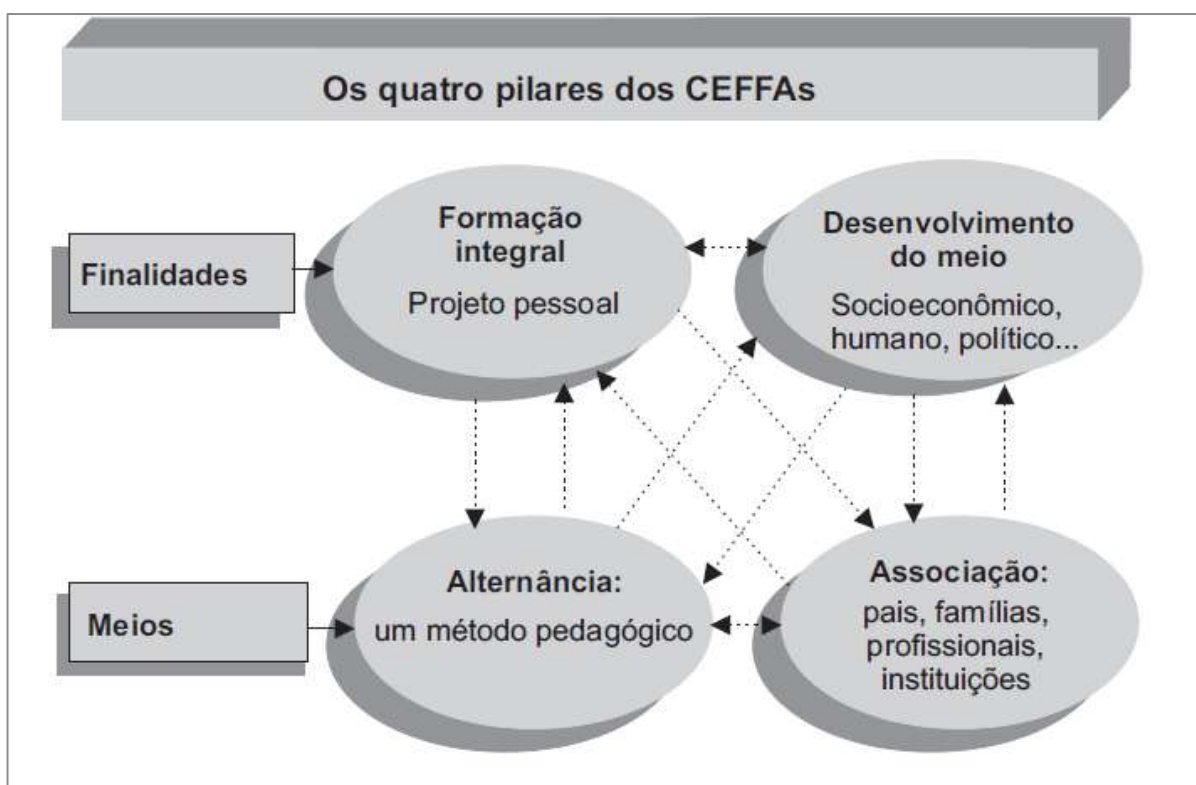 Os quatro pilares dos CEFFAs
Finalidades
Formação
integral
Projeto pessoal
Desenvolvimento
do meio
Socioeconômico,
humano, político...
Meios
Alternância:
um método pedagógico
Associação:
pais, famílias,
profissionais,
instituições